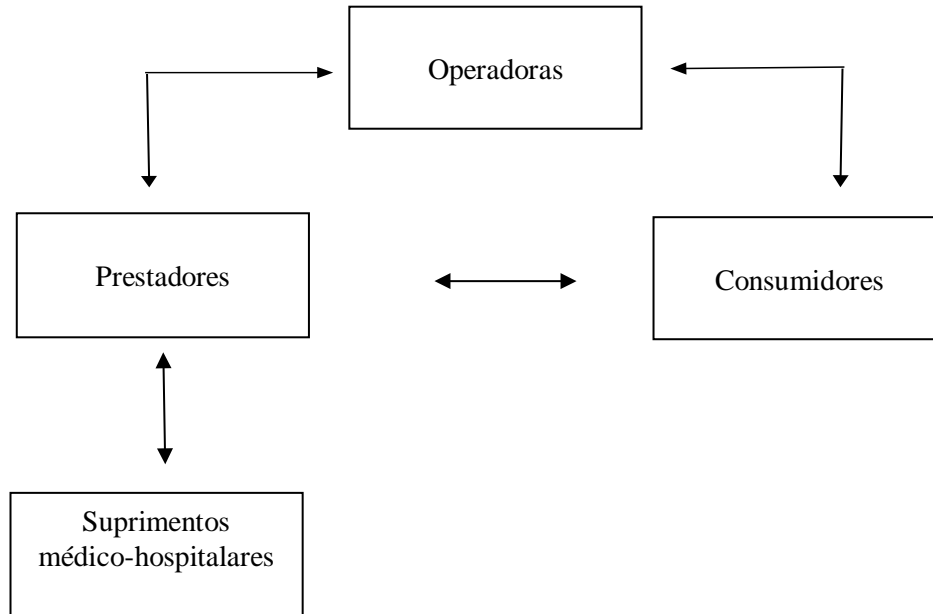 Operadoras
Prestadores
Consumidores
Suprimentos
médico-hospitalares